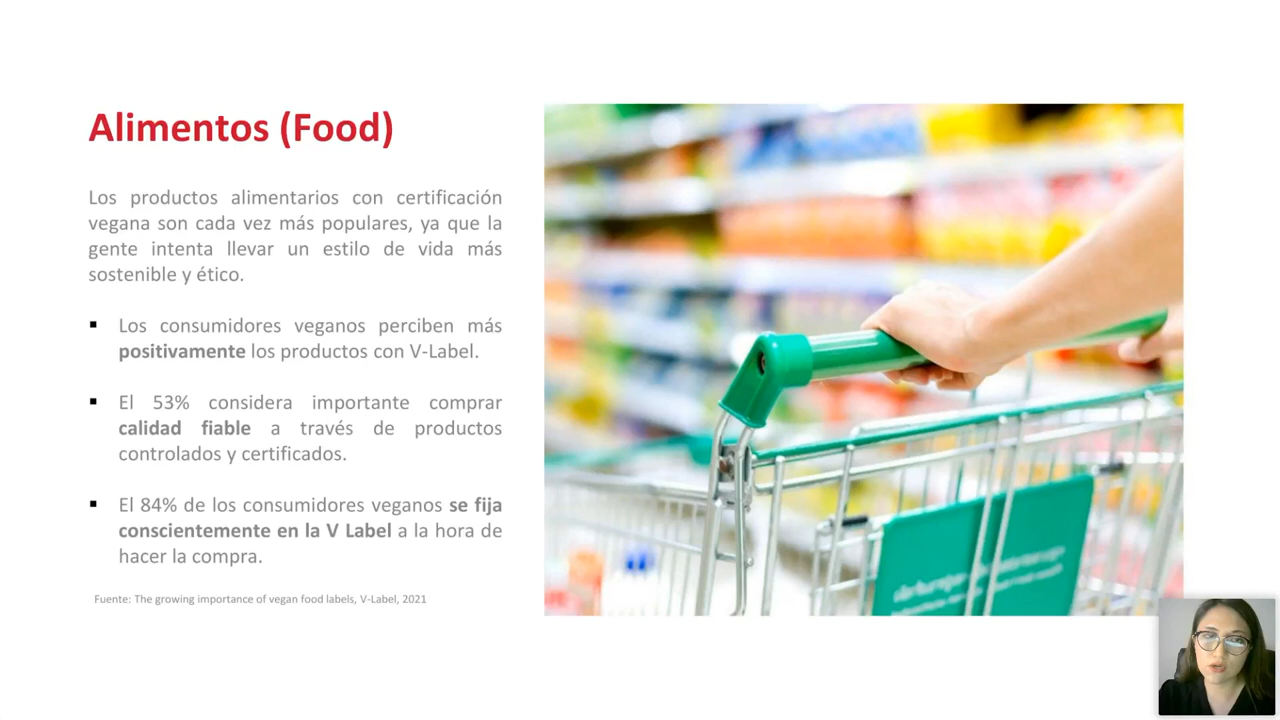 Alimentos (Food)
Los productos alimentarios con certificación
vegana son cada vez más populares, ya que la
gente intenta llevar un estilo de vida más
sostenible y ético.
▪ Los consumidores veganos perciben más
positivamente los productos con V-Label.
▪ El 53% considera importante comprar
calidad fiable a través de productos
controlados y certificados.
▪ El 84% de los consumidores veganos se fija
conscientemente en la V Label a la hora de
hacer la compra.
Fuente: The growing importance of vegan food labels, V-Label, 2021